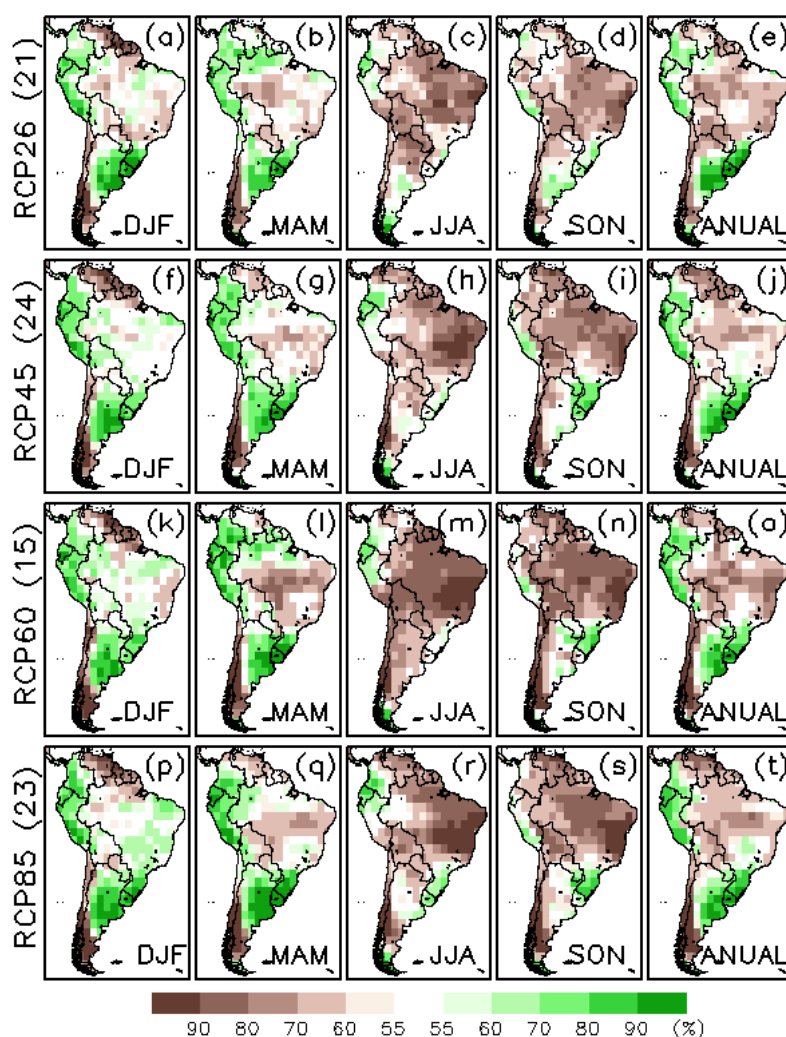 RCP26 (21)
(a)
(b)
(c)
(d)
(e)
DJF
MAM
JJA
SON
ANUAL
RCP45 (24)
(f)
(g)
(h)
(i)
(j)
DJF
MAM
JJA
SON
ANUAL
RCP60 (15)
(k)
(l)
(m)
(n)
(o)
DJF
MAM
JJA
SON
ANUAL
RCP85 (23)
(p)
(q)
(r)
(s)
(t)
DJF
MAM
JJA
SON
ANUAL
90 80 70 60 55 55 60 70 80 90 (%)